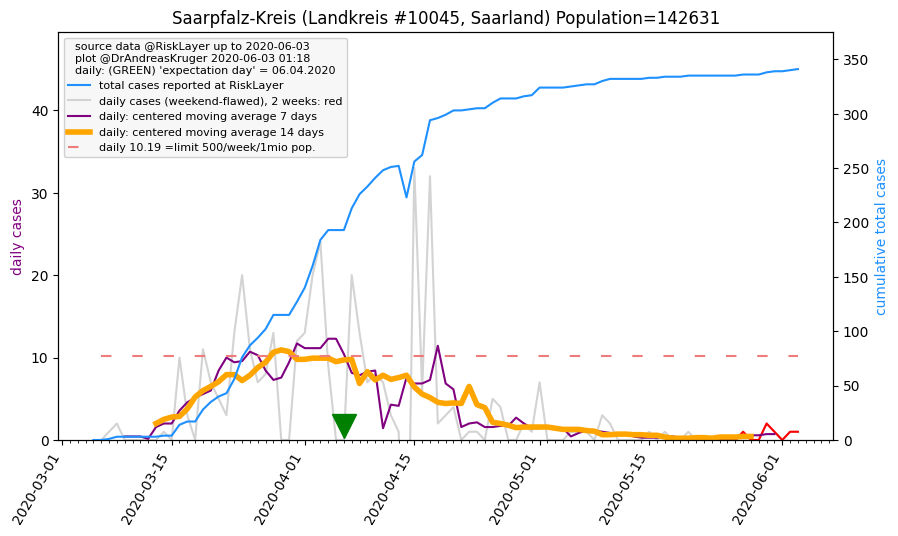 Saarpfalz-Kreis (Landkreis #10045, Saarland) Population=142631
source data @RiskLayer up to 2020-06-03
plot @DrAndreasKruger 2020-06-03 01:18
daily: (GREEN) 'expectation day' = 06.04.2020
total cases reported at RiskLayer
daily cases (weekend-flawed), 2 weeks: red
daily: centered moving average 7 days
daily: centered moving average 14 days
daily 10.19 =limit 500/week/1mio pop.
daily cases
40
30
20
10
0
cumulative total cases
350
300
250
200
150
100
50
0
2020-03-01
2020-03-15
2020-04-01
2020-04-15
2020-05-01
2020-05-15
2020-06-01